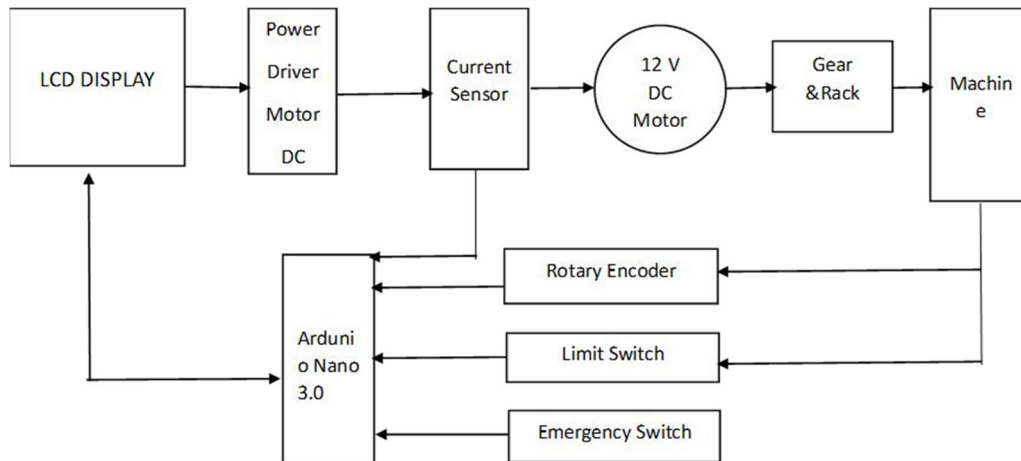 LCD DISPLAY
Power
Driver
Motor
DC
Current
Sensor
12 V
DC
Motor
Gear
&Rack
Machin
e
Rotary Encoder
Arduni
o Nano
3.0
Limit Switch
Emergency Switch